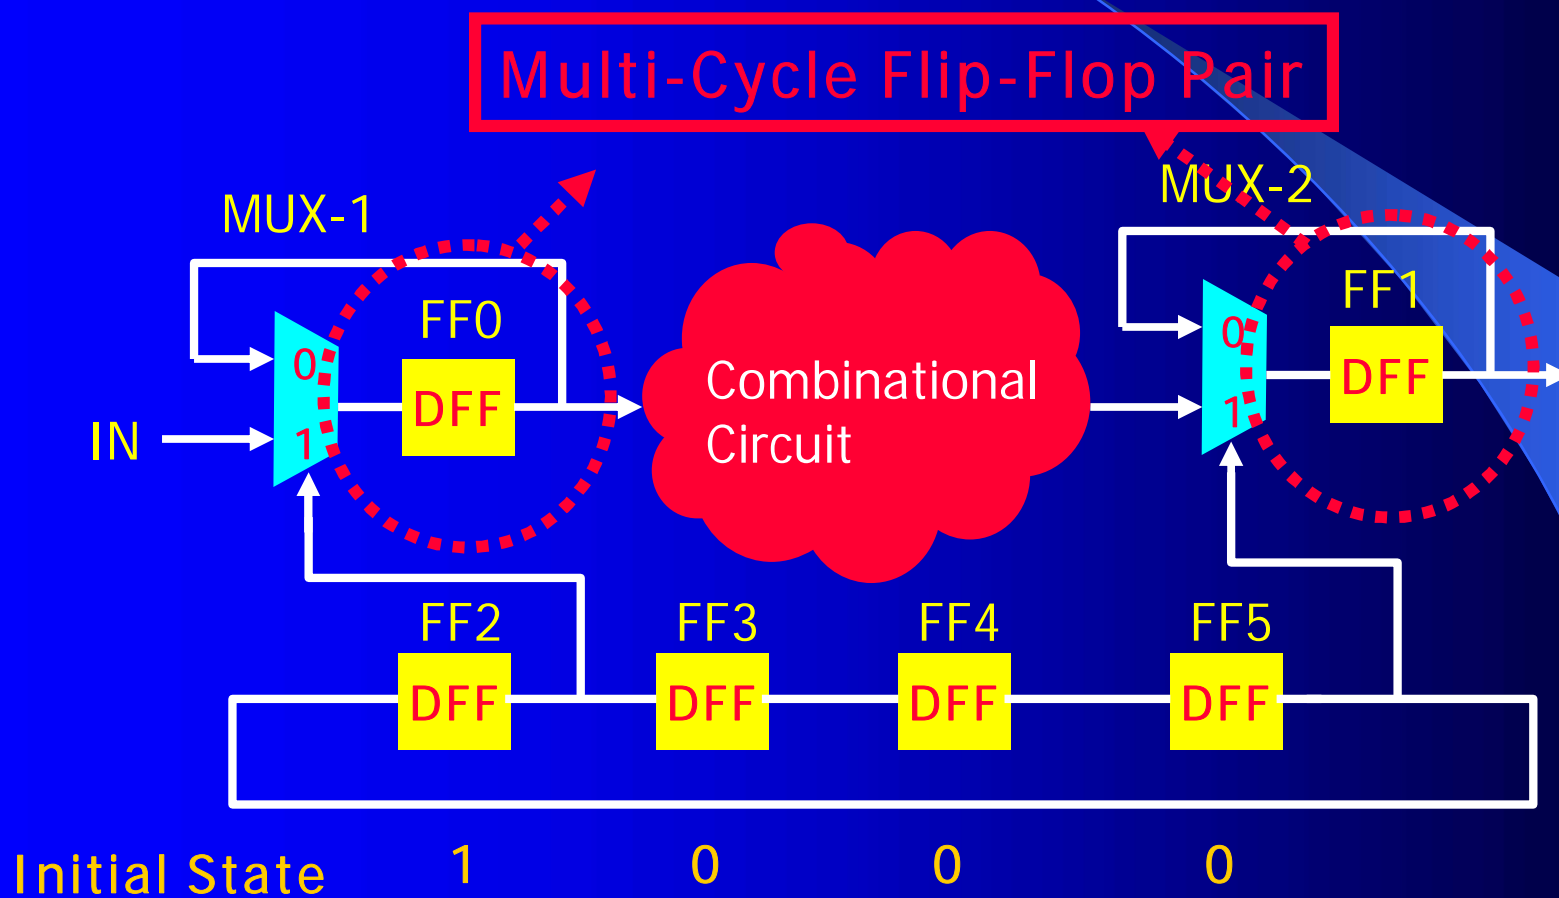 Multi-Cycle Flip-Flop Pair
MUX-1
MUX-2
FF0
FF1
0
1
DFF
IN
Combinational
Circuit
0
1
DFF
FF2
FF3
FF4
FF5
DFF
DFF
DFF
DFF
Initial State 1 0 0 0